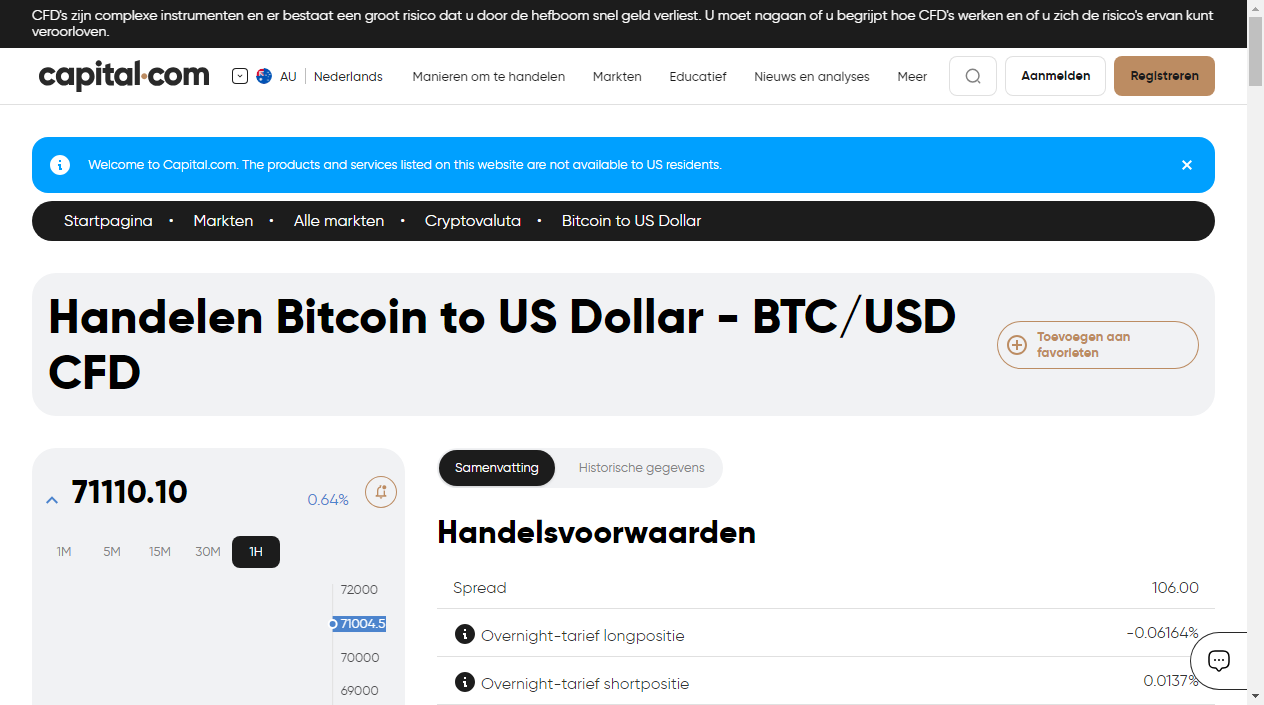 CFD's zijn complexe instrumenten en er bestaat een groot risico dat u door de hefboom snel geld verliest. U moet nagaan of u begrijpt hoe CFD's werken en of u zich de risico's ervan kunt
veroorloven.
capital.com
AU
Nederlands
Manieren om te handelen
Markten
Educatief
Nieuws en analyses
Meer
Aanmelden
Registreren
Welcome to Capital.com. The products and services listed on this website are not available to US residents.
Startpagina • Markten • Alle markten • Cryptovaluta • Bitcoin to US Dollar
Handelen Bitcoin to US Dollar - BTC/USD
CFD
Toevoegen aan
favorieten
71110.10
0.64%
1M 5M 15M 30M 1H
72000
71004.5
70000
69000
Samenvatting
Historische gegevens
Handelsvoorwaarden
Spread 106.00
Overnight-tarief longpositie -0.06164%
Overnight-tarief shortpositie 0.0137%